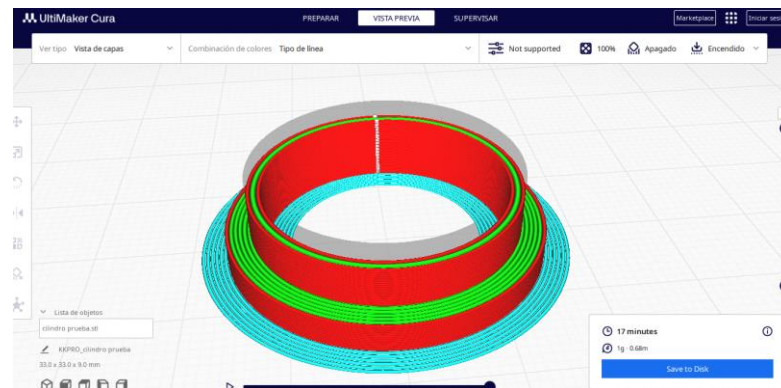 UltiMaker Cura
PREPARAR
VISTA PREVIA
SUPERVISAR
Marketplace
Iniciar sesi
Ver tipo Vista de capas
Combinación de colores Tipo de línea
Not supported
100%
Apagado
Encendido
Lista de objetos
cilindro prueba.stl
KKPRO_cilindro prueba
33.0 x 33.0 x 9.0 mm
17 minutes
1g · 0.68m
Save to Disk